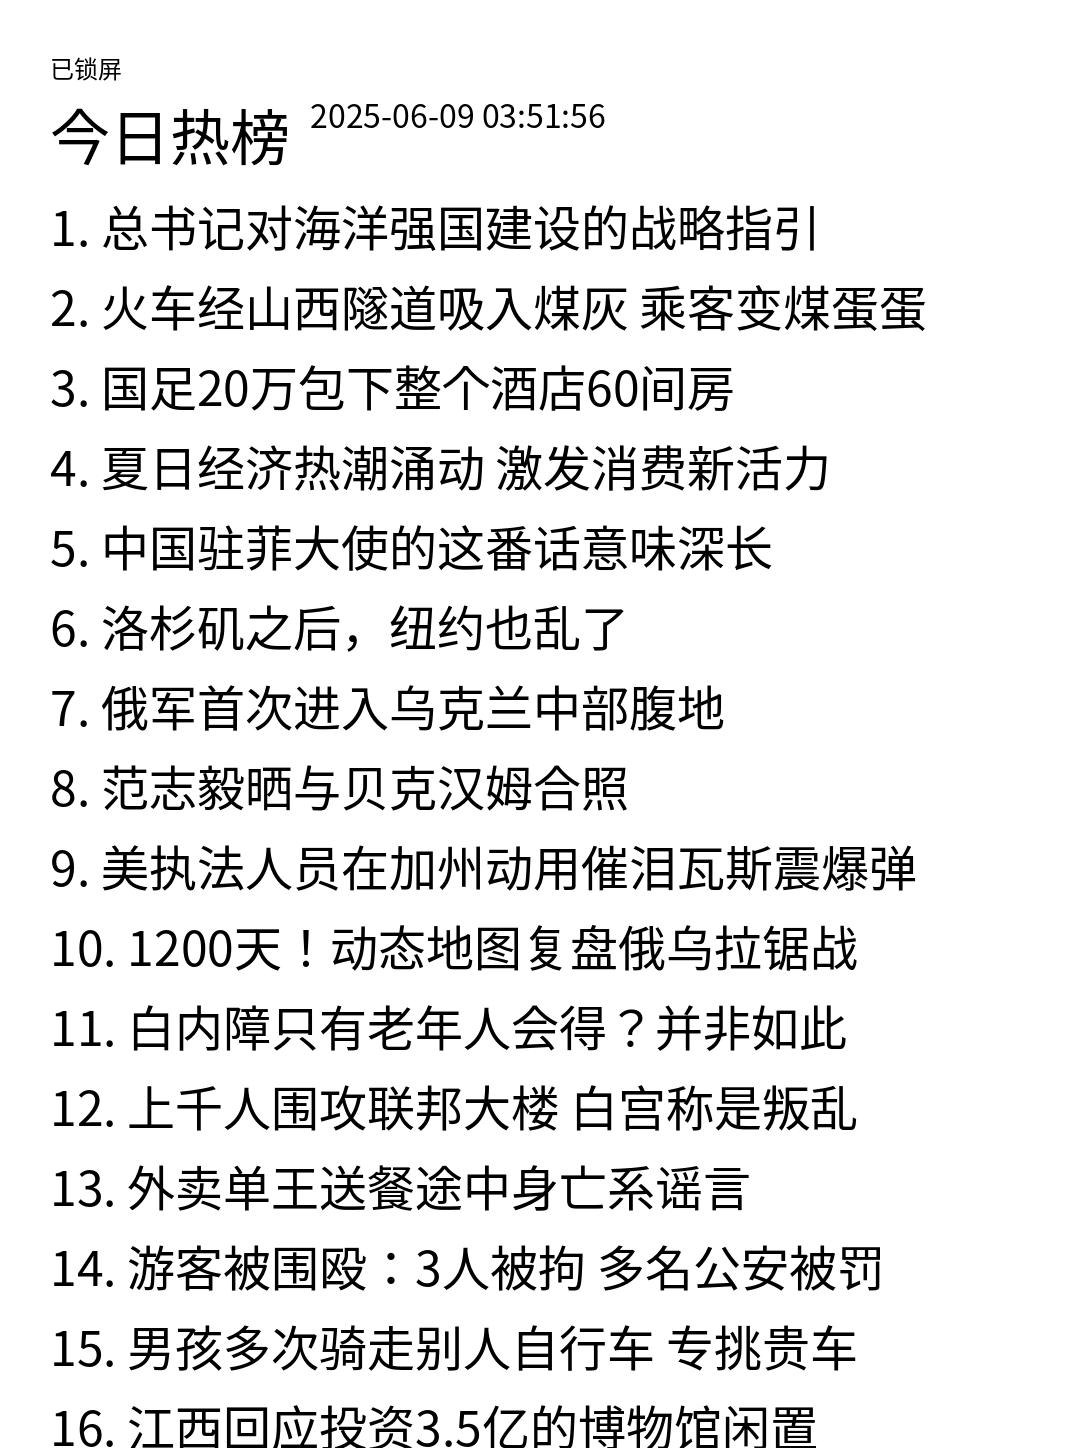 已锁屏
今日热榜 2025-06-09 03:51:56
1. 总书记对海洋强国建设的战略指引
2. 火车经山西隧道吸入煤灰 乘客变煤蛋蛋
3. 国足20万包下整个酒店60间房
4. 夏日经济热潮涌动 激发消费新活力
5. 中国驻菲大使的这番话意味深长
6. 洛杉矶之后，纽约也乱了
7. 俄军首次进入乌克兰中部腹地
8. 范志毅晒与贝克汉姆合照
9. 美执法人员在加州动用催泪瓦斯震爆弹
10. 1200天！动态地图复盘俄乌拉锯战
11. 白内障只有老年人会得？并非如此
12. 上千人围攻联邦大楼 白宫称是叛乱
13. 外卖单王送餐途中身亡系谣言
14. 游客被围殴：3人被拘 多名公安被罚
15. 男孩多次骑走别人自行车 专挑贵车
16. 江西回应投资3.5亿的博物馆闲置